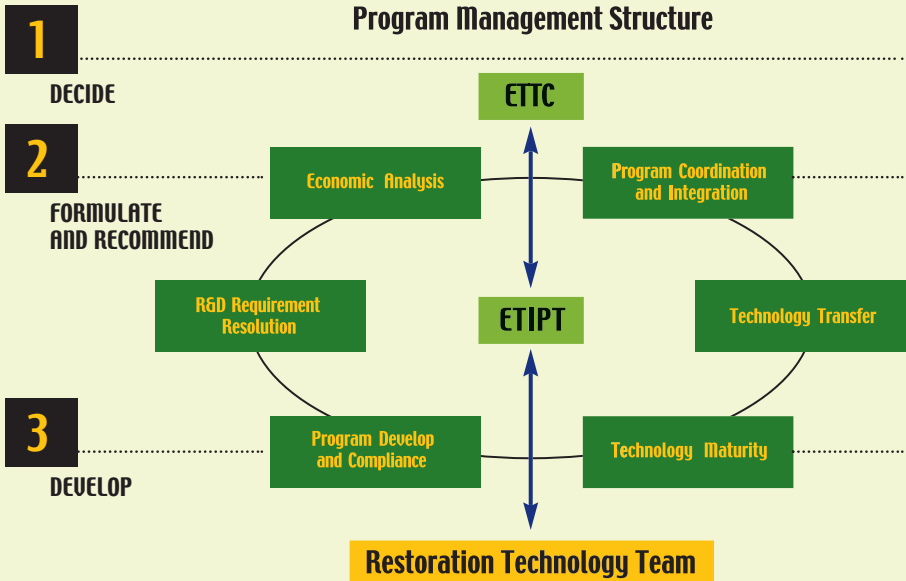 Program Management Structure
1
DECIDE
ETTC
2
FORMULATE
AND RECOMMEND
Economic Analysis
Program Coordination
and Integration
R&D Requirement
Resolution
ETIPT
Technology Transfer
3
DEVELOP
Program Develop
and Compliance
Technology Maturity
Restoration Technology Team